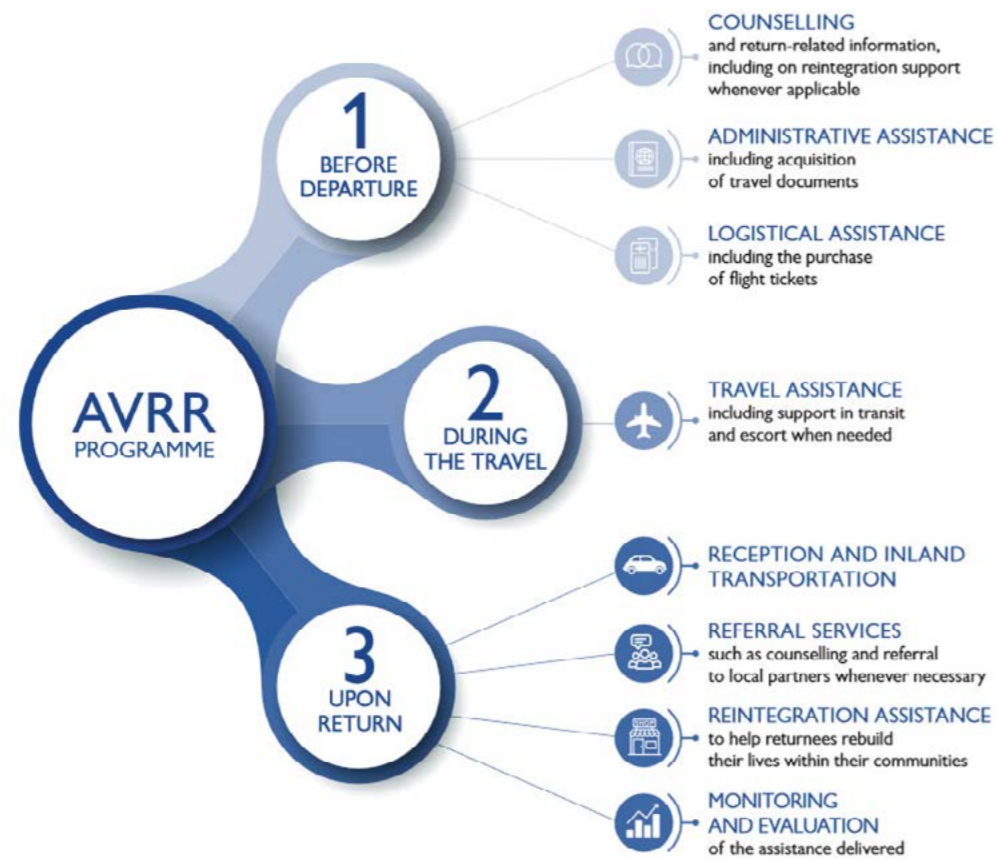 AVRR
PROGRAMME
1
BEFORE
DEPARTURE
COUNSELLING
and return-related information,
including on reintegration support
whenever applicable
ADMINISTRATIVE ASSISTANCE
including acquisition
of travel documents
LOGISTICAL ASSISTANCE
including the purchase
of flight tickets
2
DURING
THE TRAVEL
TRAVEL ASSISTANCE
including support in transit
and escort when needed
3
UPON
RETURN
RECEPTION AND INLAND
TRANSPORTATION
REFERRAL SERVICES
such as counselling and referral
to local partners whenever necessary
SHOP
REINTEGRATION ASSISTANCE
to help returnees rebuild
their lives within their communities
MONITORING
AND EVALUATION
of the assistance delivered